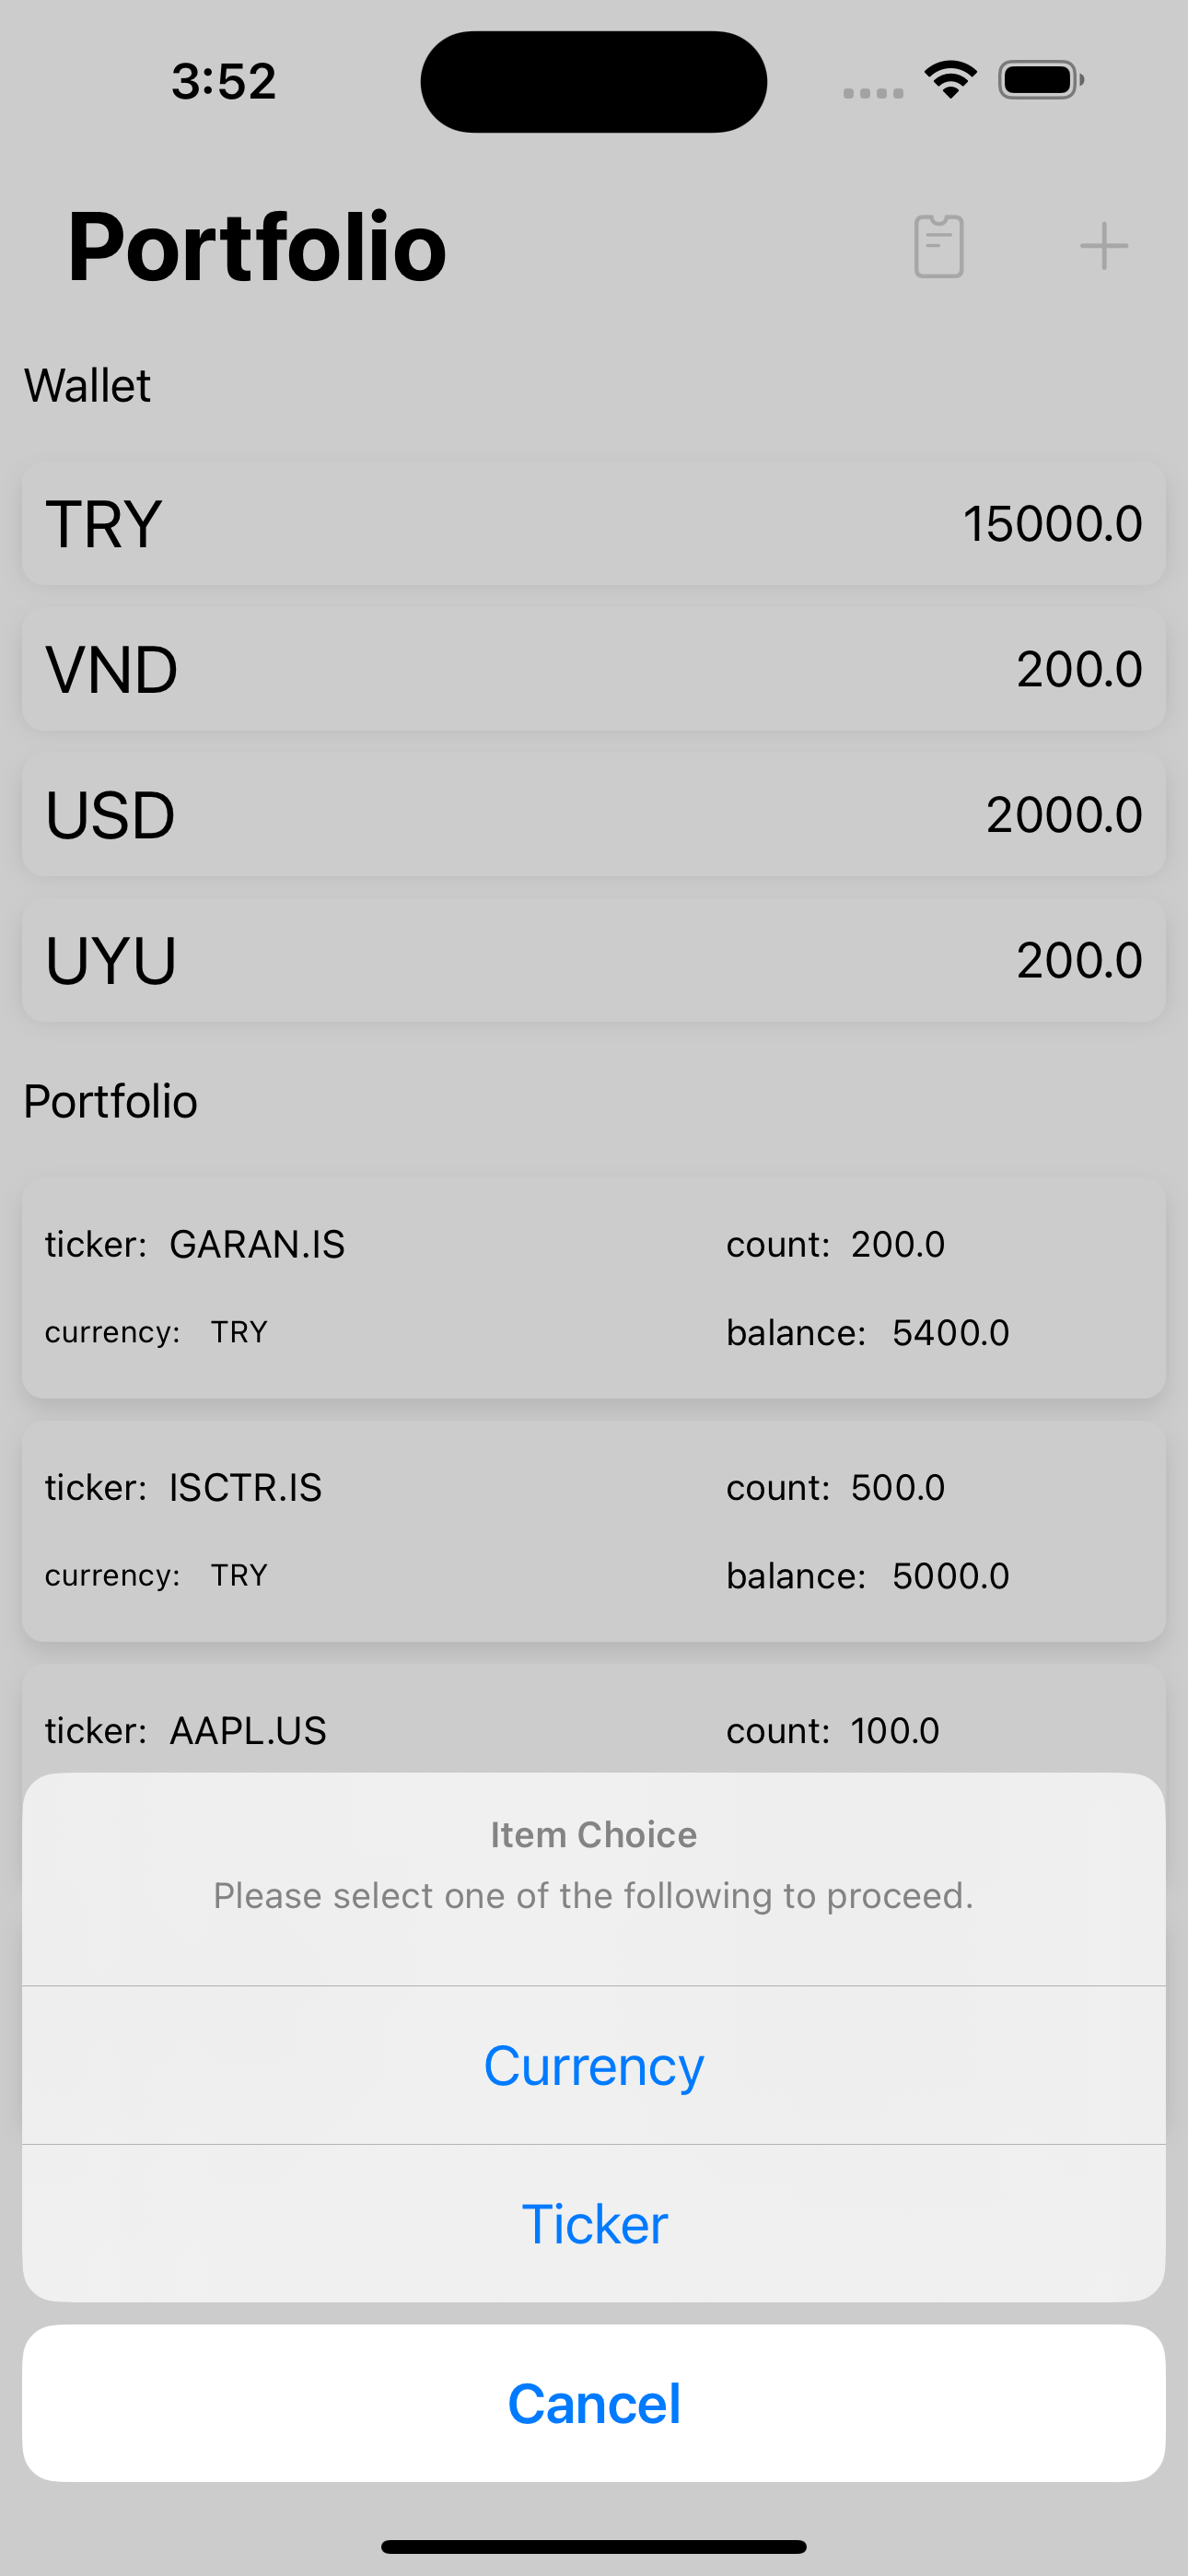 3:52
Portfolio
Wallet
TRY 15000.0
VND 200.0
USD 2000.0
UYU 200.0
Portfolio
ticker: GARAN.IS count: 200.0
currency: TRY balance: 5400.0
ticker: ISCTR.IS count: 500.0
currency: TRY balance: 5000.0
ticker: AAPL.US count: 100.0
Item Choice
Please select one of the following to proceed.
Currency
Ticker
Cancel